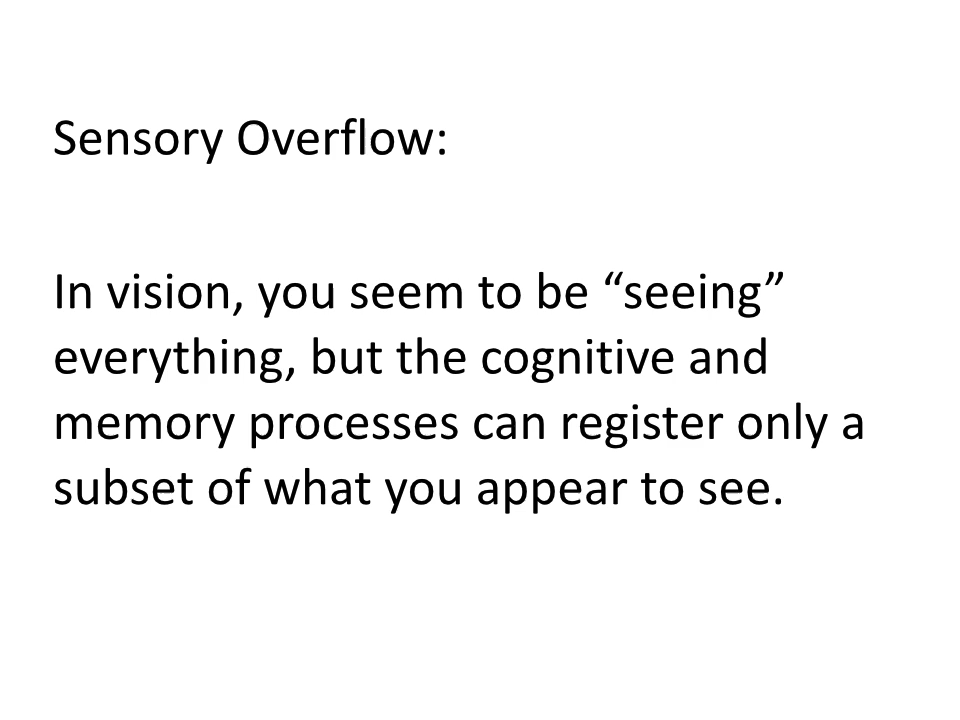 Sensory Overflow:
In vision, you seem to be “seeing”
everything, but the cognitive and
memory processes can register only a
subset of what you appear to see.